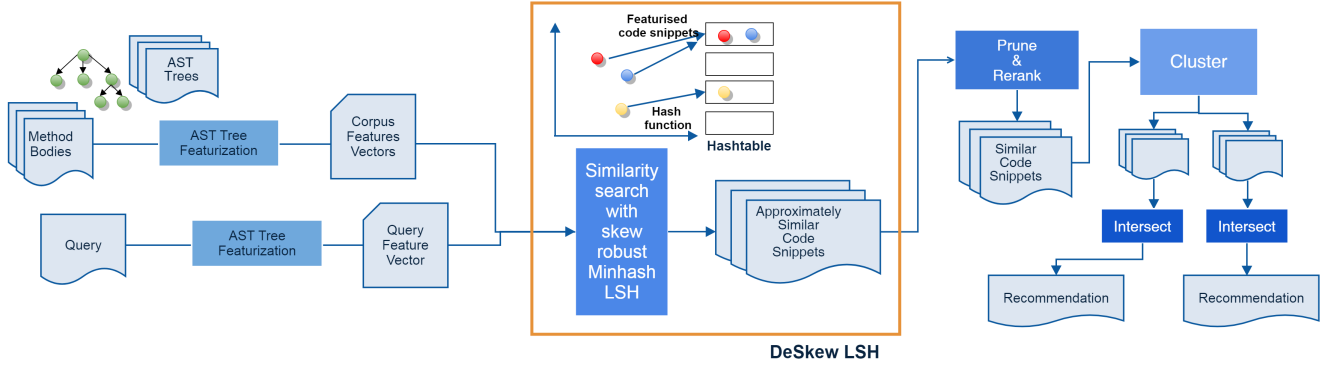 AST
Trees
Method
Bodies
AST Tree
Featurization
Corpus
Features
Vectors
Query
AST Tree
Featurization
Query
Feature
Vector
Featurised
code snippets
Hash
function
Hashtable
Similarity
search
with
skew
robust
Minhash
LSH
Approximately
Similar
Code
Snippets
DeSkew LSH
Prune
&
Rerank
Similar
Code
Snippets
Cluster
Intersect
Intersect
Recommendation
Recommendation